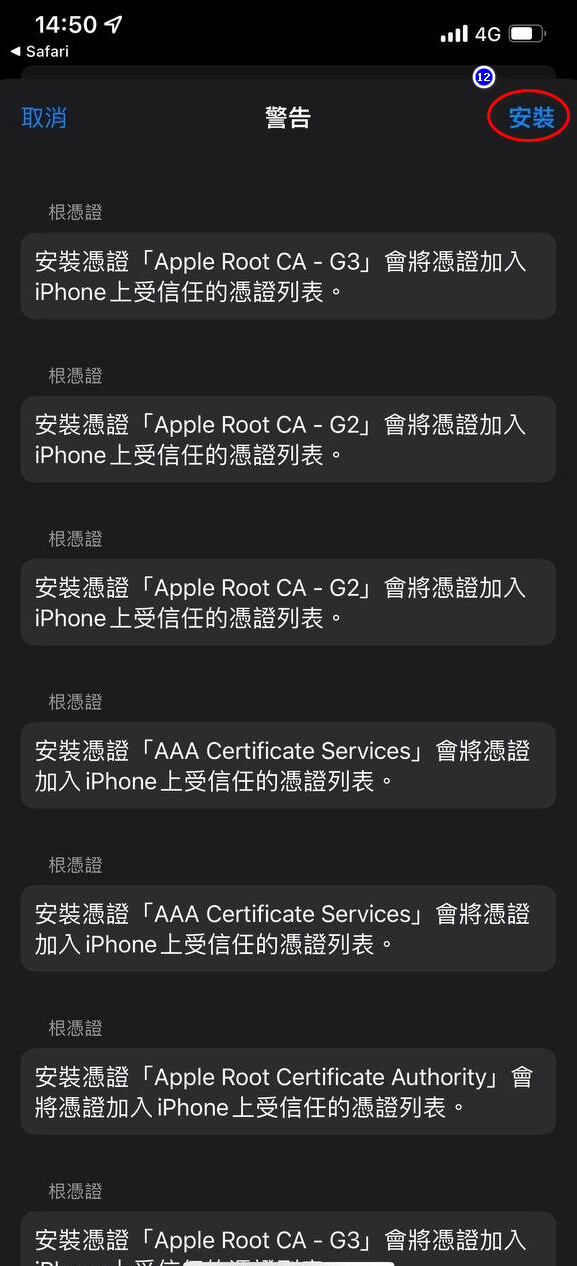 14:50
4G
◀ Safari
12
取消
警告
安裝
根憑證
安裝憑證「Apple Root CA - G3」會將憑證加入
iPhone上受信任的憑證列表。
根憑證
安裝憑證「Apple Root CA - G2」會將憑證加入
iPhone上受信任的憑證列表。
根憑證
安裝憑證「Apple Root CA - G2」會將憑證加入
iPhone上受信任的憑證列表。
根憑證
安裝憑證「AAA Certificate Services」會將憑證
加入iPhone上受信任的憑證列表。
根憑證
安裝憑證「AAA Certificate Services」會將憑證
加入iPhone上受信任的憑證列表。
根憑證
安裝憑證「Apple Root Certificate Authority」會
將憑證加入iPhone上受信任的憑證列表。
根憑證
安裝憑證「Apple Root CA - G3」會將憑證加入